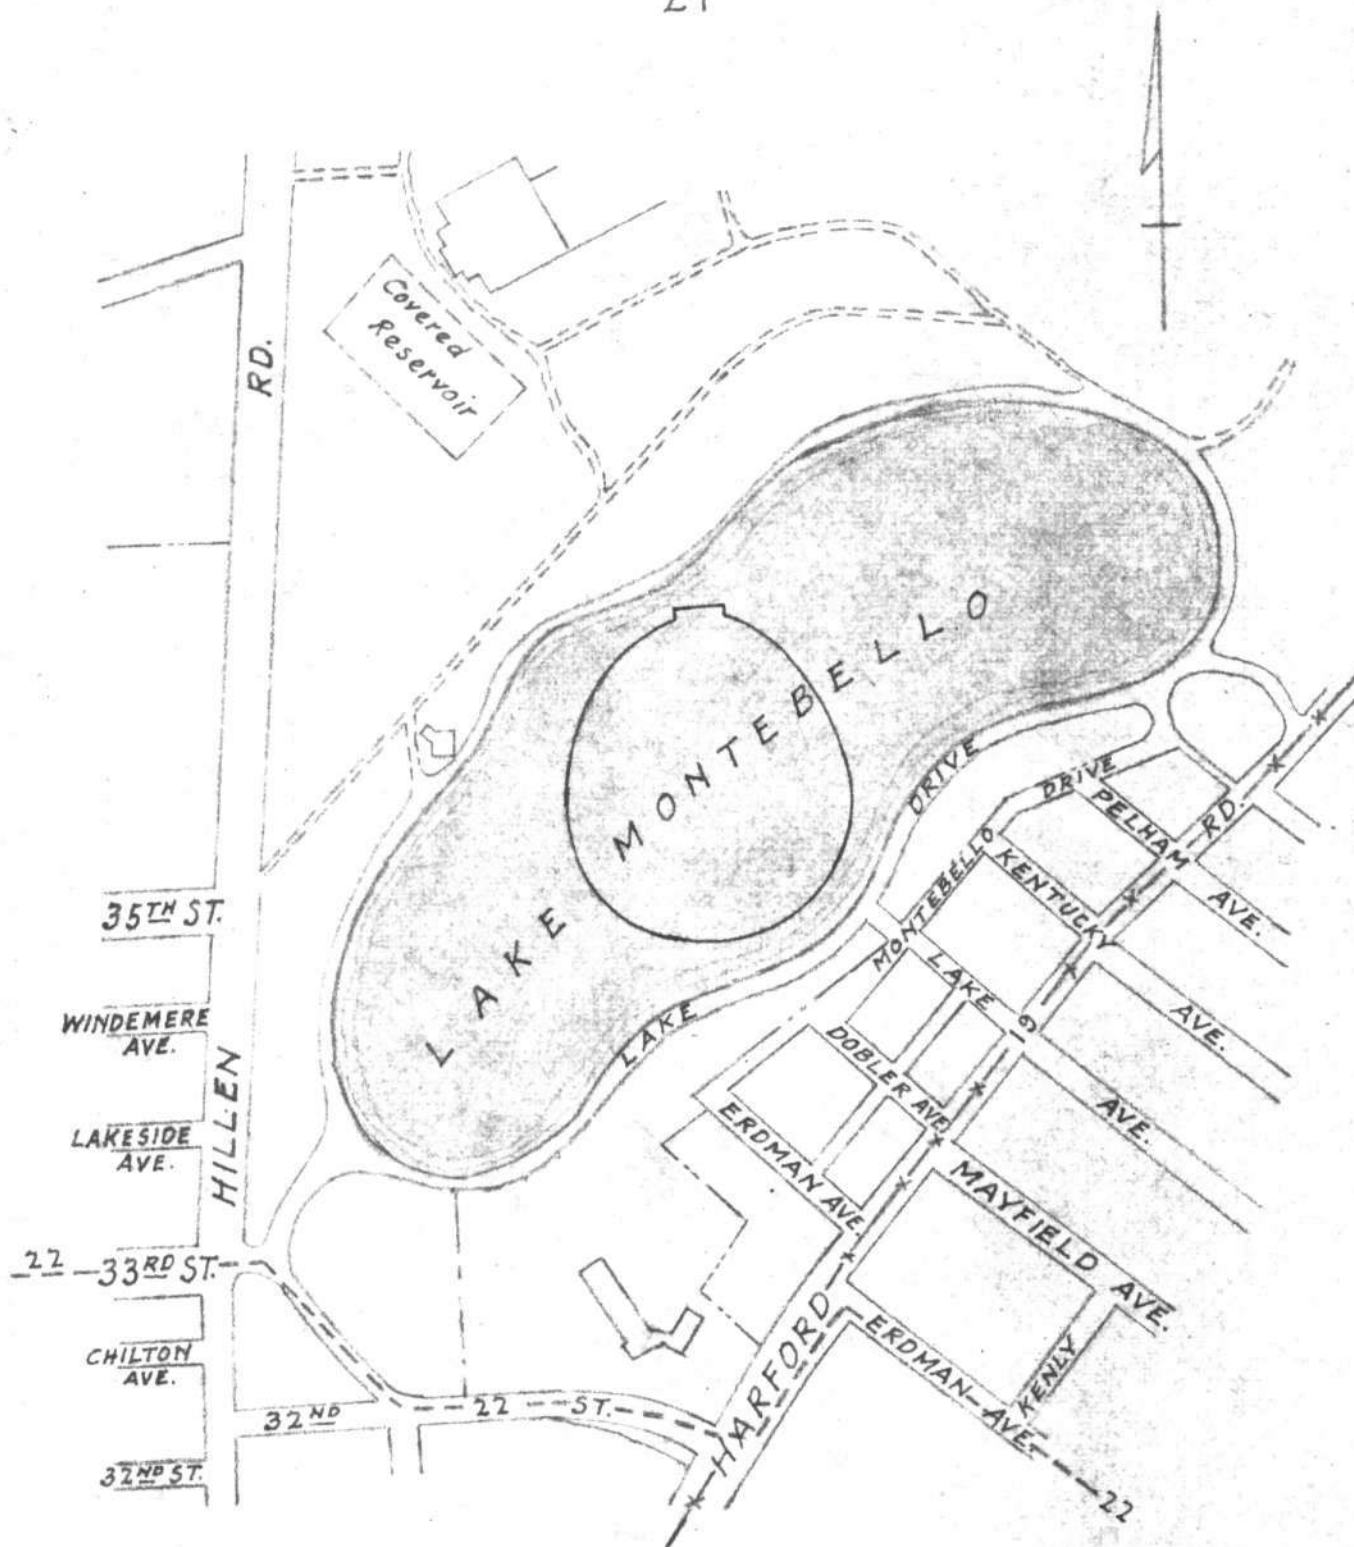 Covered
Reservoir
RD.
LAKE MONTEBELLO
DRIVE
DRIVE
PELHAM
AVE.
RD.
MONTEBELLO
KENTUCKY
AVE.
35TH ST.
LAKE
AVE.
9
WINDEMERE
AVE.
LAKE
DOBLER AVE.
HILLEN
LAKESIDE
AVE.
ERDMAN AVE.
MAYFIELD AVE.
22
33RD ST.
HARFORD
ERDMAN AVE.
KENLY
CHILTON
AVE.
32ND
22
ST.
32ND ST.
22